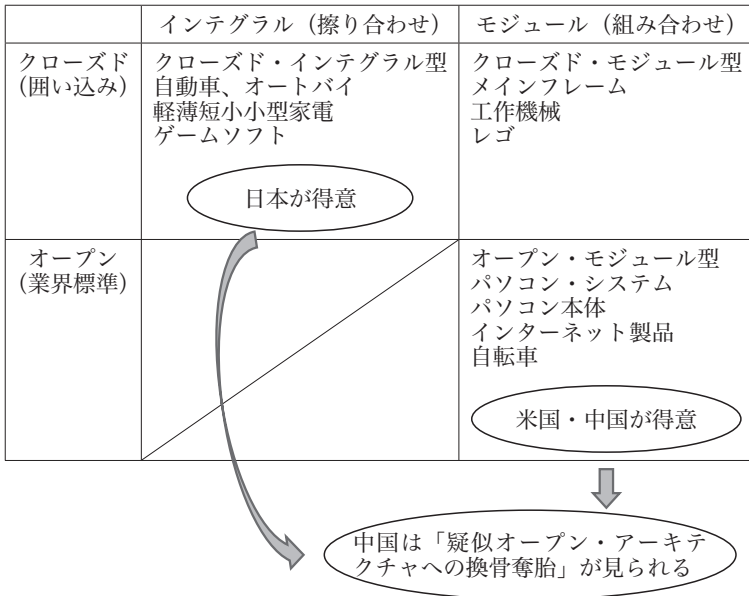 インテグラル（擦り合わせ）
モジュール（組み合わせ）
クローズド
（囲い込み）
クローズド・インテグラル型
自動車、オートバイ
軽薄短小小型家電
ゲームソフト
日本が得意
クローズド・モジュール型
メインフレーム
工作機械
レゴ
オープン
（業界標準）
オープン・モジュール型
パソコン・システム
パソコン本体
インターネット製品
自転車
米国・中国が得意
中国は「疑似オープン・アーキテ
クチャへの換骨奪胎」が見られる